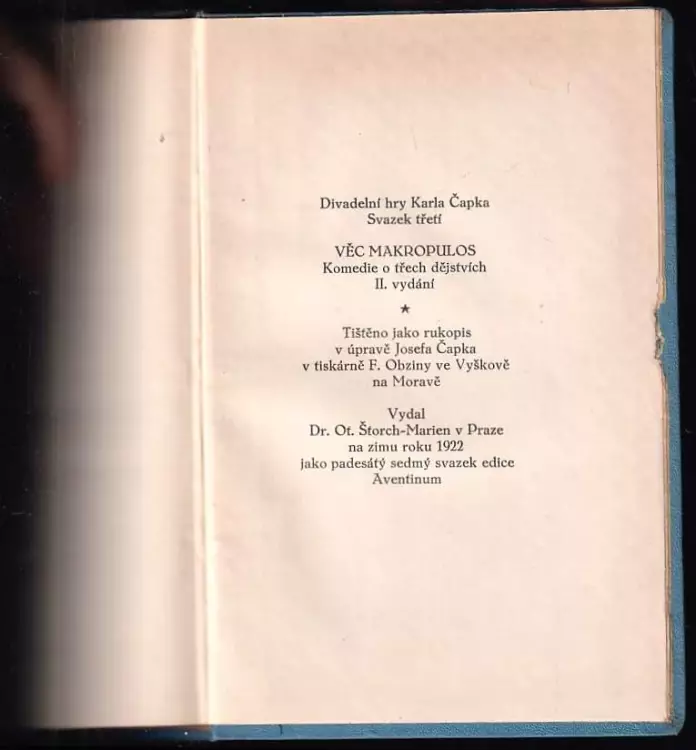 Divadelní hry Karla Čapka
Svazek třetí
VĚC MAKROPULOS
Komedie o třech dějstvích
II. vydání
★
Tištěno jako rukopis
v úpravě Josefa Čapka
v tiskárně F. Obziny ve Vyškově
na Moravě
Vydal
Dr. Ot. Štorch-Marien v Praze
na zimu roku 1922
jako padesátý sedmý svazek edice
Aventinum